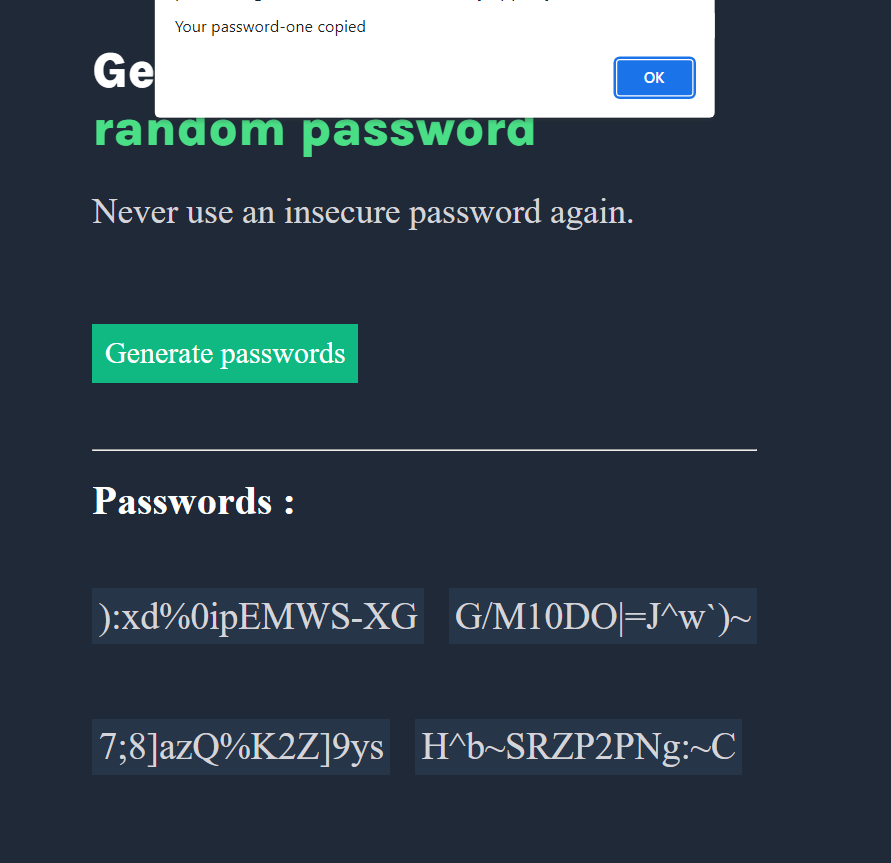 Your password-one copied
OK
Ge
random password
Never use an insecure password again.
Generate passwords
Passwords :
):xd%0ipEMWS-XG
G/M10DO|=J^w`)~
7;8]azQ%K2Z]9ys
H^b~SRZP2PNg:~C